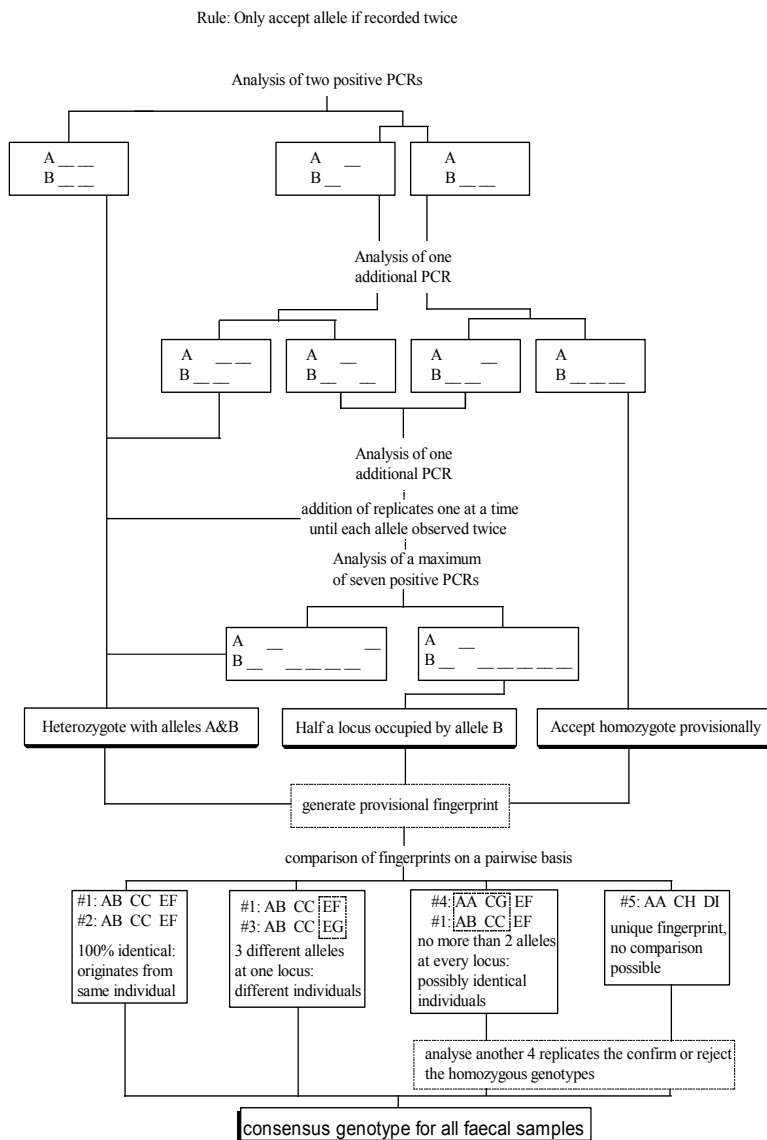 Rule: Only accept allele if recorded twice
Analysis of two positive PCRs
A __ __
B __ __
A __
B __
A
B __ __
Analysis of one
additional PCR
A __ __
B __ __
A __
B __ __
A __
B __ __
A
B __ __ __
Analysis of one
additional PCR
addition of replicates one at a time
until each allele observed twice
Analysis of a maximum
of seven positive PCRs
A __ __
B __ __ __ __ __
A __
B __ __ __ __ __ __
Heterozygote with alleles A&B
Half a locus occupied by allele B
Accept homozygote provisionally
generate provisional fingerprint
comparison of fingerprints on a pairwise basis
#1: AB CC EF
#2: AB CC EF
100% identical:
originates from
same individual
#1: AB CC EF
#3: AB CC EG
3 different alleles
at one locus:
different individuals
#4: AA CG EF
#1: AB CC EF
no more than 2 alleles
at every locus:
possibly identical
individuals
#5: AA CH DI
unique fingerprint,
no comparison
possible
analyse another 4 replicates the confirm or reject
the homozygous genotypes
consensus genotype for all faecal samples